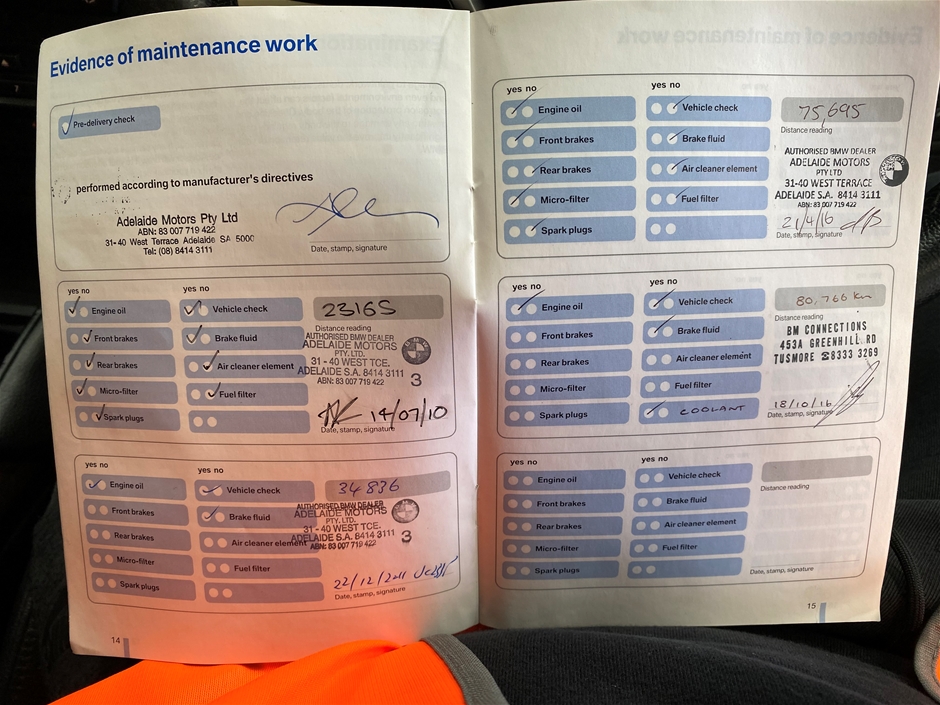 Evidence of maintenance work
Pre-delivery check
performed according to manufacturer's directives
Adelaide Motors Pty Ltd
ABN: 83 007 719 422
31-40 West Terrace Adelaide SA 5000
Tel: (08) 8414 3111
Date, stamp, signature
yes no
yes no
Engine oil
Vehicle check
23165
Distance reading
Front brakes
Brake fluid
AUTHORISED BMW DEALER
ADELAIDE MOTORS
PTY. LTD.
31 - 40 WEST TCE.
ADELAIDE S.A. 8414 3111
ABN: 83 007 719 422
3
Rear brakes
Air cleaner element
Micro-filter
Fuel filter
Spark plugs
14/07/10
Date, stamp, signature
yes no
yes no
Engine oil
Vehicle check
34836
Front brakes
Brake fluid
AUTHORISED BMW DEALER
ADELAIDE MOTORS
PTY. LTD.
31 - 40 WEST TCE.
ADELAIDE S.A. 8414 3111
ABN: 83 007 719 422
3
Rear brakes
Air cleaner element
Micro-filter
Fuel filter
Spark plugs
22/12/2011
Date, stamp, signature
14
yes no
yes no
Engine oil
Vehicle check
75,695
Distance reading
Front brakes
Brake fluid
AUTHORISED BMW DEALER
ADELAIDE MOTORS
PTY LTD
31-40 WEST TERRACE
ADELAIDE S.A. 8414 3111
ABN: 83 007 719 422
Rear brakes
Air cleaner element
Micro-filter
Fuel filter
Spark plugs
21/4/16
Date, stamp, signature
yes no
yes no
Engine oil
Vehicle check
80,766 km
Distance reading
Front brakes
Brake fluid
BM CONNECTIONS
453A GREENHILL RD
TUSMORE ☎8333 3269
Rear brakes
Air cleaner element
Micro-filter
Fuel filter
Spark plugs
COOLANT
18/10/16
Date, stamp, signature
yes no
yes no
Engine oil
Vehicle check
Distance reading
Front brakes
Brake fluid
Rear brakes
Air cleaner element
Micro-filter
Fuel filter
Spark plugs
Date, stamp, signature
15